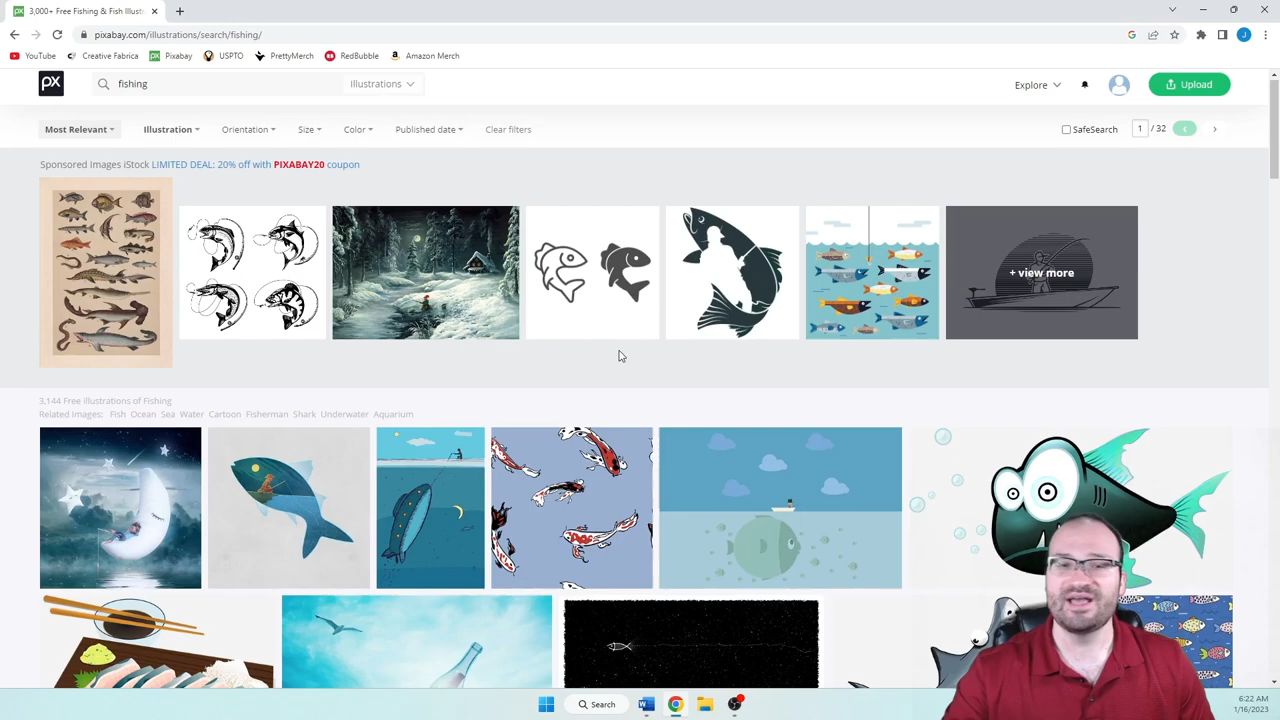 3,000+ Free Fishing & Fish Illustr
pixabay.com/illustrations/search/fishing/
YouTube
Creative Fabrica
px
Pixabay
USPTO
PrettyMerch
RedBubble
Amazon Merch
J
px
fishing
Illustrations
Explore
Upload
Most Relevant
Illustration
Orientation
Size
Color
Published date
Clear filters
SafeSearch
1 / 32
Sponsored Images iStock LIMITED DEAL: 20% off with PIXABAY20 coupon
+ view more
3,144 Free illustrations of Fishing
Related Images: Fish Ocean Sea Water Cartoon Fisherman Shark Underwater Aquarium
Search
6:22 AM
1/16/2023